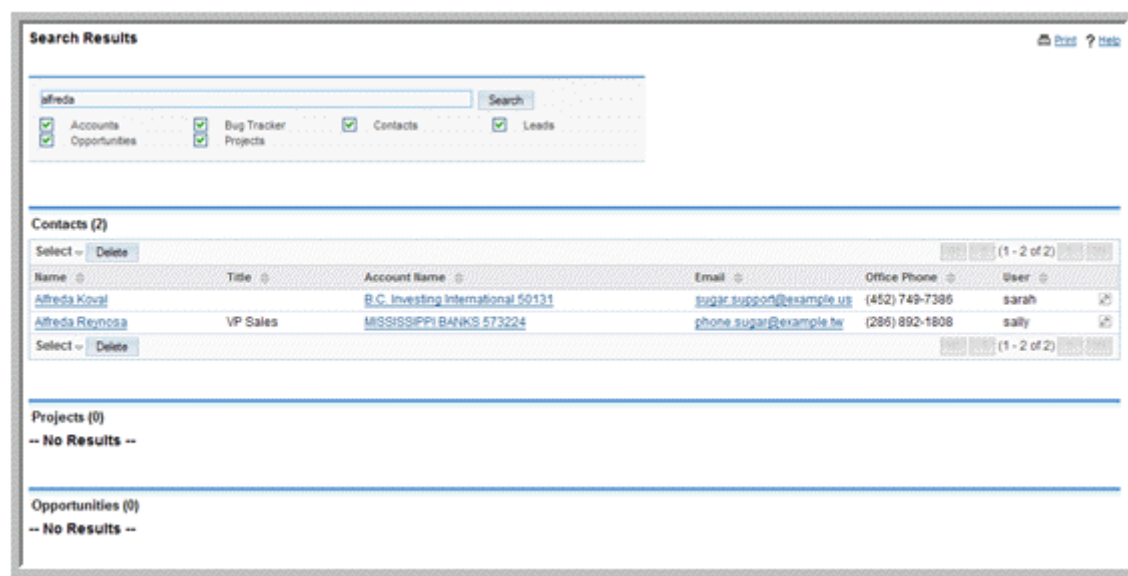 Search Results
Print ? Help
alfreda Search
Accounts Bug Tracker Contacts Leads
Opportunities Projects
Contacts (2)
Select Delete (1 - 2 of 2)
Name Title Account Name Email Office Phone User
Alfreda Koval B.C. Investing International 50131 sugar.support@example.us (452) 749-7386 sarah
Alfreda Reynosa VP Sales MISSISSIPPI BANKS 573224 phone.sugar@example.tw (286) 892-1808 sally
Select Delete (1 - 2 of 2)
Projects (0)
-- No Results --
Opportunities (0)
-- No Results --